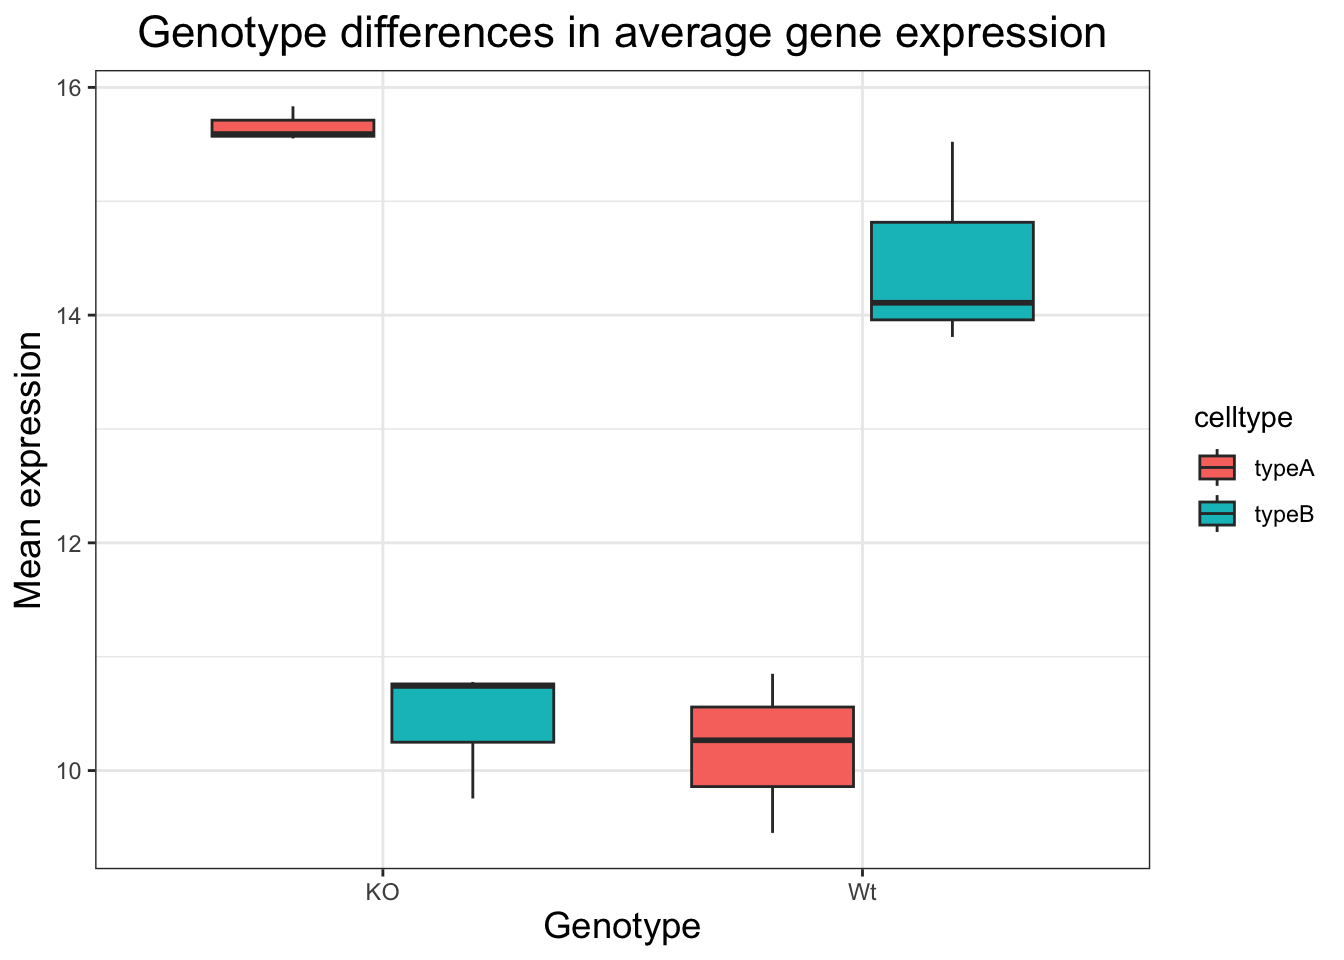 Genotype differences in average gene expression
16
14
12
10
Mean expression
KO
Wt
Genotype
celltype
typeA
typeB